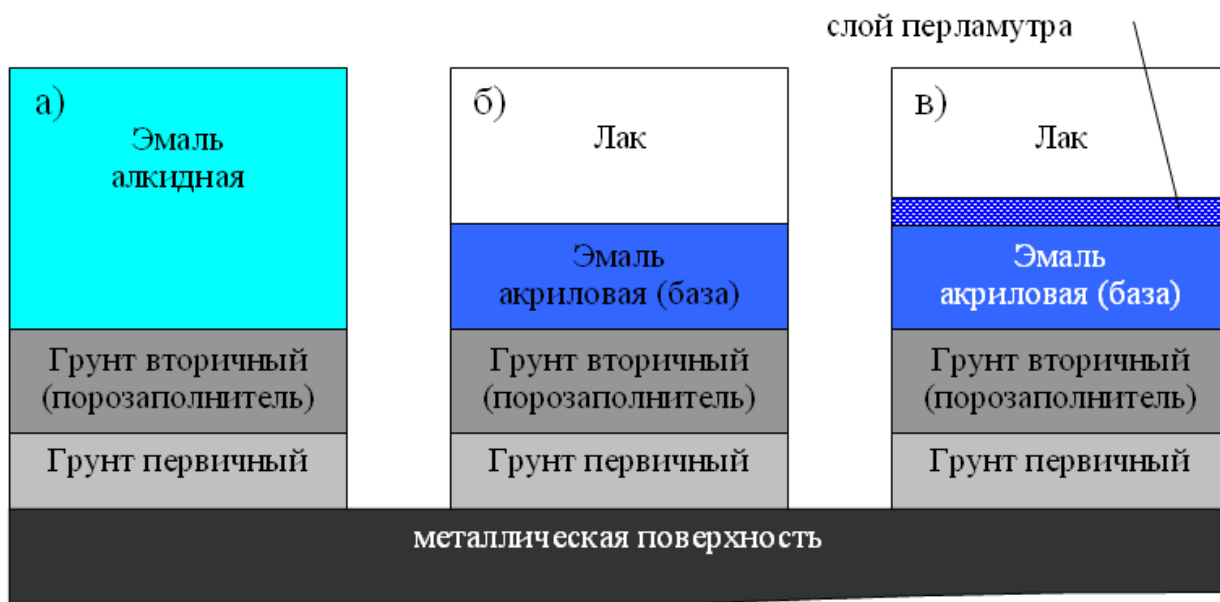 слой перламутра
а)
Эмаль
алкидная
Грунт вторичный
(порозаполнитель)
Грунт первичный
б)
Лак
Эмаль
акриловая (база)
Грунт вторичный
(порозаполнитель)
Грунт первичный
в)
Лак
Эмаль
акриловая (база)
Грунт вторичный
(порозаполнитель)
Грунт первичный
металлическая поверхность